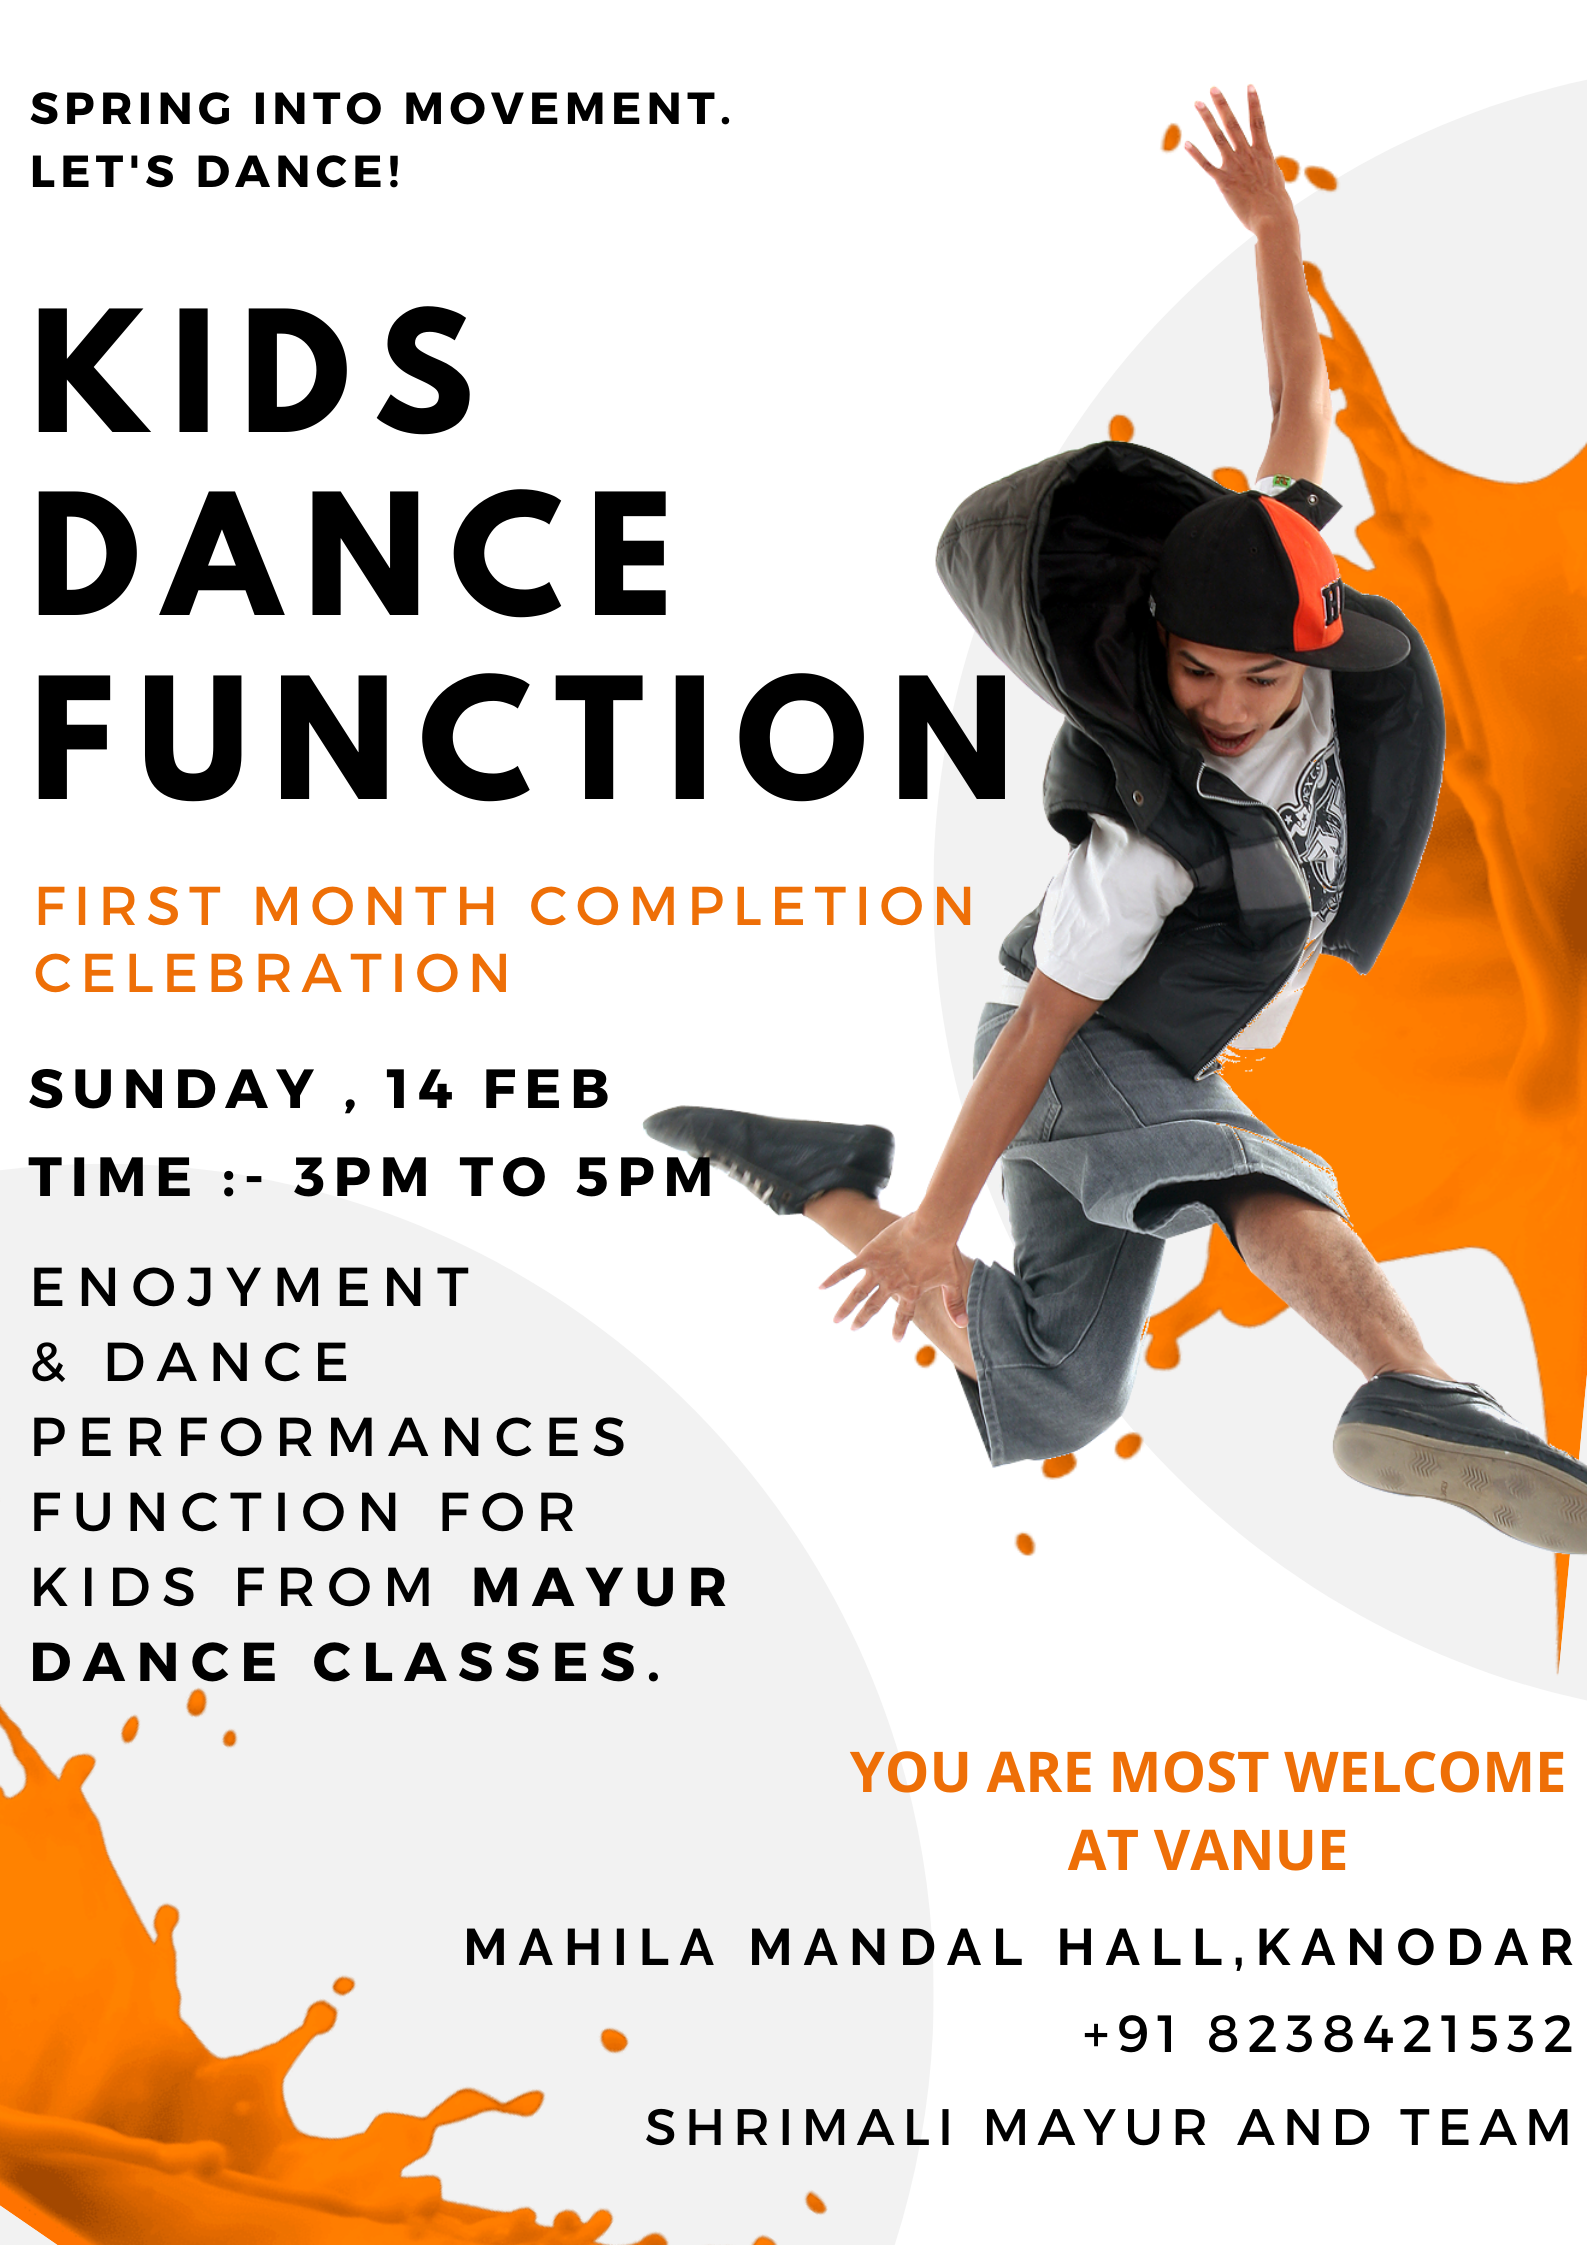 SPRING INTO MOVEMENT.
LET'S DANCE!
KIDS
DANCE
FUNCTION
FIRST MONTH COMPLETION
CELEBRATION
SUNDAY , 14 FEB
TIME :- 3PM TO 5PM
ENOJYMENT
& DANCE
PERFORMANCES
FUNCTION FOR
KIDS FROM MAYUR
DANCE CLASSES.
YOU ARE MOST WELCOME
AT VANUE
MAHILA MANDAL HALL,KANODAR
+91 8238421532
SHRIMALI MAYUR AND TEAM